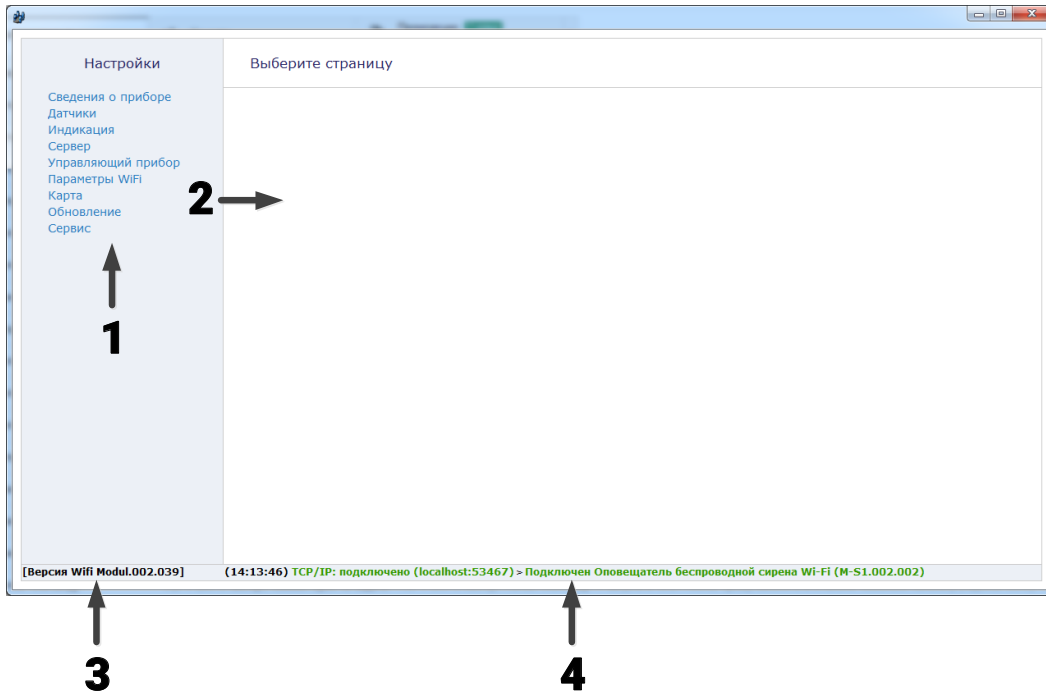 Настройки
Выберите страницу
Сведения о приборе
Датчики
Индикация
Сервер
Управляющий прибор
Параметры WiFi
Карта
Обновление
Сервис
2
1
[Версия Wifi Modul.002.039]
(14:13:46) TCP/IP: подключено (localhost:53467) > Подключен Оповещатель беспроводной сирена Wi-Fi (M-S1.002.002)
3
4